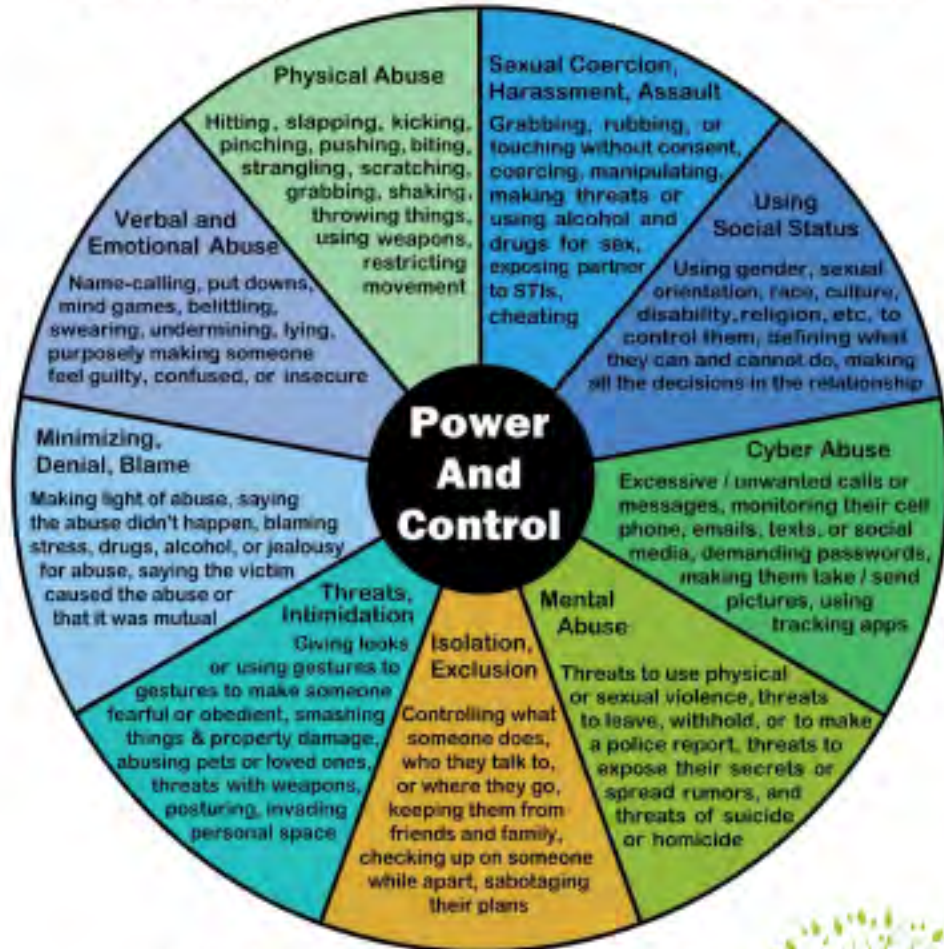 Physical Abuse
Hitting, slapping, kicking,
pinching, pushing, biting,
strangling, scratching,
grabbing, shaking,
throwing things,
using weapons,
restricting
movement
Sexual Coercion,
Harassment, Assault
Grabbing, rubbing, or
touching without consent,
coercing, manipulating,
making threats or
using alcohol and
drugs for sex,
exposing partner
to STIs,
cheating
Using
Social Status
Using gender, sexual
orientation, race, culture,
disability, religion, etc. to
control them, defining what
they can and cannot do, making
all the decisions in the relationship
Cyber Abuse
Excessive / unwanted calls or
messages, monitoring their cell
phone, emails, texts, or social
media, demanding passwords,
making them take / send
pictures, using
tracking apps
Mental
Abuse
Threats to use physical
or sexual violence, threats
to leave, withhold, or to make
a police report, threats to
expose their secrets or
spread rumors, and
threats of suicide
or homicide
Isolation,
Exclusion
Controlling what
someone does,
who they talk to,
or where they go,
keeping them from
friends and family,
checking up on someone
while apart, sabotaging
their plans
Threats,
Intimidation
Giving looks
or using gestures to
gestures to make someone
fearful or obedient, smashing
things & property damage,
abusing pets or loved ones,
threats with weapons,
posturing, invading
personal space
Minimizing,
Denial, Blame
Making light of abuse, saying
the abuse didn't happen, blaming
stress, drugs, alcohol, or jealousy
for abuse, saying the victim
caused the abuse or
that it was mutual
Verbal and
Emotional Abuse
Name-calling, put downs,
mind games, belittling,
swearing, undermining, lying,
purposely making someone
feel guilty, confused, or insecure
Power
And
Control